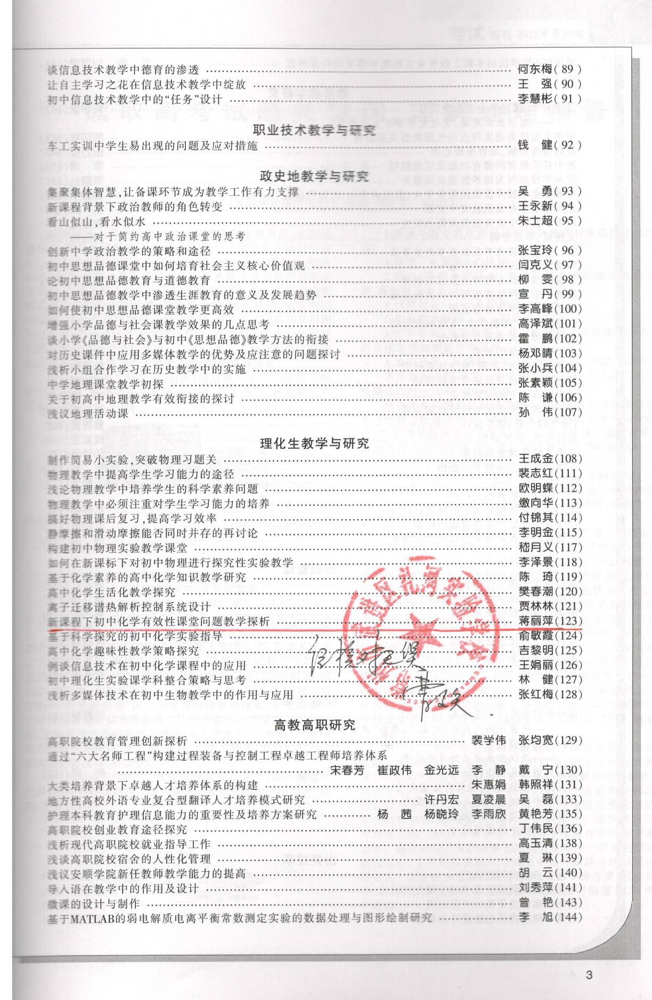 谈信息技术教学中德育的渗透 …… 何东梅( 89 )
让自主学习之花在信息技术教学中绽放 …… 王　强( 90 )
初中信息技术教学中的“任务”设计 …… 李慧彬( 91 )
职业技术教学与研究
车工实训中学生易出现的问题及应对措施 …… 钱　健( 92 )
政史地教学与研究
集聚集体智慧,让备课环节成为教学工作有力支撑 …… 吴　勇( 93 )
新课程背景下政治教师的角色转变 …… 王永新( 94 )
看山似山,看水似水 …… 朱士超( 95 )
——对于简约高中政治课堂的思考
创新中学政治教学的策略和途径 …… 张宝玲( 96 )
初中思想品德课堂中如何培育社会主义核心价值观 …… 闫克义( 97 )
论初中思想品德教育与道德教育 …… 柳　雯( 98 )
初中思想品德教学中渗透生涯教育的意义及发展趋势 …… 宣　丹( 99 )
如何使初中思想品德课堂教学更高效 …… 李高峰(100)
增强小学品德与社会课教学效果的几点思考 …… 高泽斌(101)
谈小学《品德与社会》与初中《思想品德》教学方法的衔接 …… 霍　鹏(102)
对历史课件中应用多媒体教学的优势及应注意的问题探讨 …… 杨邓晴(103)
浅析小组合作学习在历史教学中的实施 …… 张小兵(104)
中学地理课堂教学初探 …… 张素颖(105)
关于初高中地理教学有效衔接的探讨 …… 陈　谦(106)
浅议地理活动课 …… 孙　伟(107)
理化生教学与研究
制作简易小实验,突破物理习题关 …… 王成金(108)
物理教学中提高学生学习能力的途径 …… 裴志红(111)
浅论物理教学中培养学生的科学素养问题 …… 欧明蝶(112)
物理教学中必须注重对学生学习能力的培养 …… 缴向华(113)
搞好物理课后复习,提高学习效率 …… 付锦其(114)
静摩擦和滑动摩擦能否同时并存的再讨论 …… 李明金(115)
构建初中物理实验教学课堂 …… 嵇月义(117)
如何在新课标下对初中物理进行探究性实验教学 …… 李泽景(118)
基于化学素养的高中化学知识教学研究 …… 陈　琦(119)
高中化学生活化教学探究 …… 樊春潮(120)
离子迁移谱热解析控制系统设计 …… 贾林林(121)
新课程下初中化学有效性课堂问题教学探析 …… 蒋丽萍(123)
基于科学探究的初中化学实验指导 …… 俞敏霞(124)
高中化学趣味性教学策略探究 …… 吉黎明(125)
例谈信息技术在初中化学课程中的应用 …… 王娟丽(126)
初中理化生实验课学科整合策略与思考 …… 林　健(127)
浅析多媒体技术在初中生物教学中的作用与应用 …… 张红梅(128)
高教高职研究
高职院校教育管理创新探析 …… 裴学伟　张均宽(129)
通过“六大名师工程”构建过程装备与控制工程卓越工程师培养体系
…… 宋春芳　崔政伟　金光远　李　静　戴　宁(130)
大类培养背景下卓越人才培养体系的构建 …… 朱惠娟　韩照祥(131)
地方性高校外语专业复合型翻译人才培养模式研究 …… 许丹宏　夏凌晨　吴　磊(133)
护理本科教育护理信息能力的重要性及培养方案研究 …… 杨　茜　杨晓玲　李雨欣　黄艳芳(135)
高职院校创业教育途径探究 …… 丁伟民(136)
浅析现代高职院校就业指导工作 …… 高玉清(138)
浅谈高职院校宿舍的人性化管理 …… 夏　琳(139)
浅议安顺学院新任教师教学能力的提高 …… 胡　云(140)
导入语在教学中的作用及设计 …… 刘秀萍(141)
微课的设计与制作 …… 曾　艳(143)
基于MATLAB的弱电解质电离平衡常数测定实验的数据处理与图形绘制研究 …… 李　旭(144)
常州市武进区礼河实验学校
3